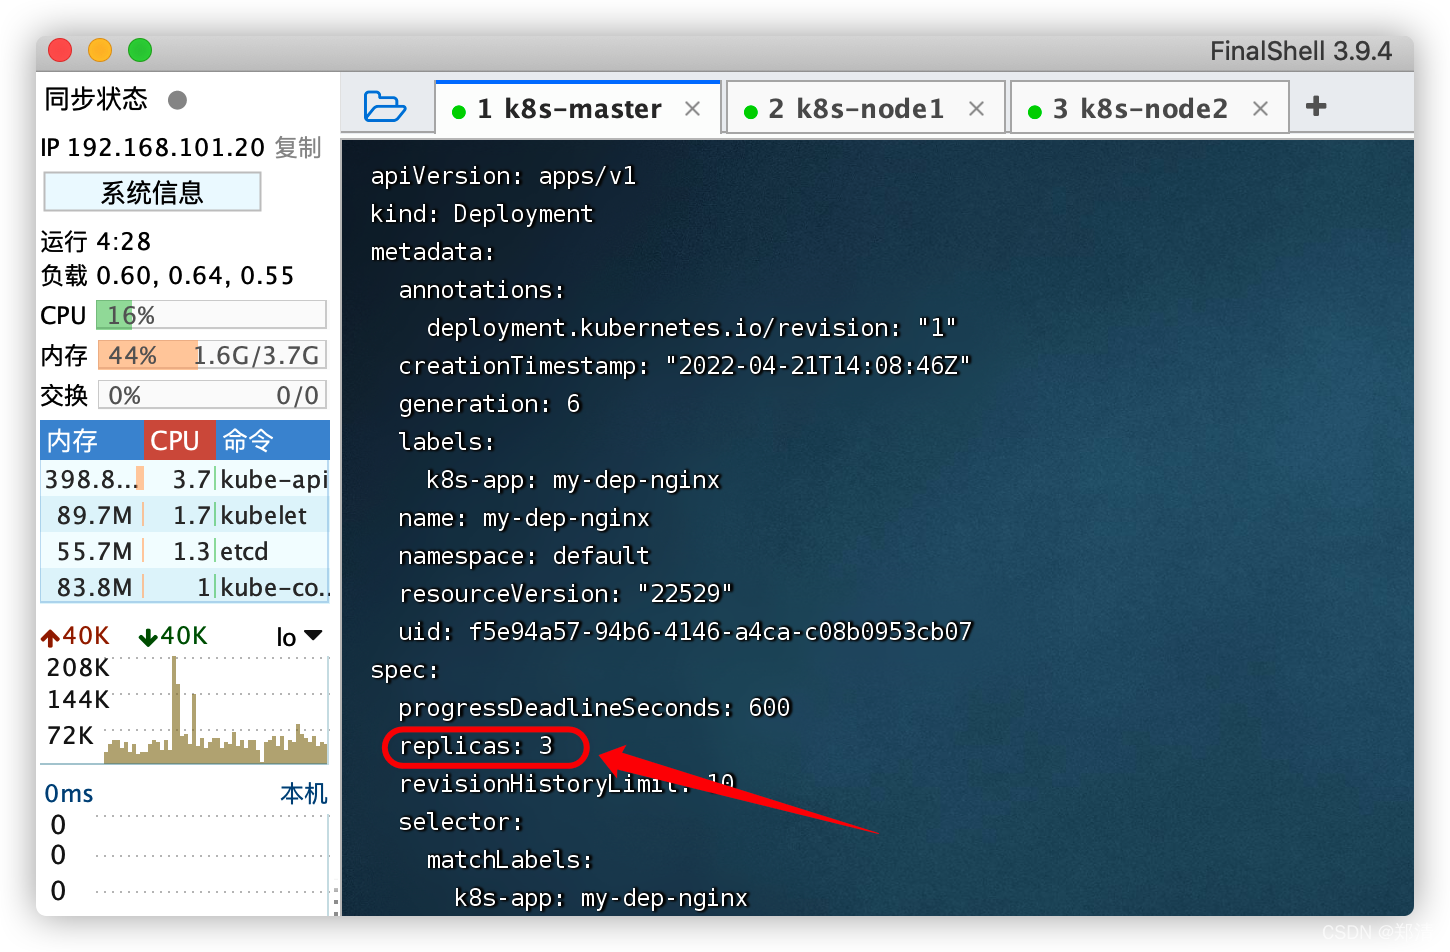 FinalShell 3.9.4
同步状态
1 k8s-master
2 k8s-node1
3 k8s-node2
IP 192.168.101.20 复制
系统信息
运行 4:28
负载 0.60, 0.64, 0.55
CPU 16%
内存 44% 1.6G/3.7G
交换 0% 0/0
内存 CPU 命令
398.8... 3.7 kube-api
89.7M 1.7 kubelet
55.7M 1.3 etcd
83.8M 1 kube-co..
40K 40K lo
208K
144K
72K
0ms 本机
0
0
0
apiVersion: apps/v1
kind: Deployment
metadata:
annotations:
deployment.kubernetes.io/revision: "1"
creationTimestamp: "2022-04-21T14:08:46Z"
generation: 6
labels:
k8s-app: my-dep-nginx
name: my-dep-nginx
namespace: default
resourceVersion: "22529"
uid: f5e94a57-94b6-4146-a4ca-c08b0953cb07
spec:
progressDeadlineSeconds: 600
replicas: 3
revisionHistoryLimit: 10
selector:
matchLabels:
k8s-app: my-dep-nginx
CSDN